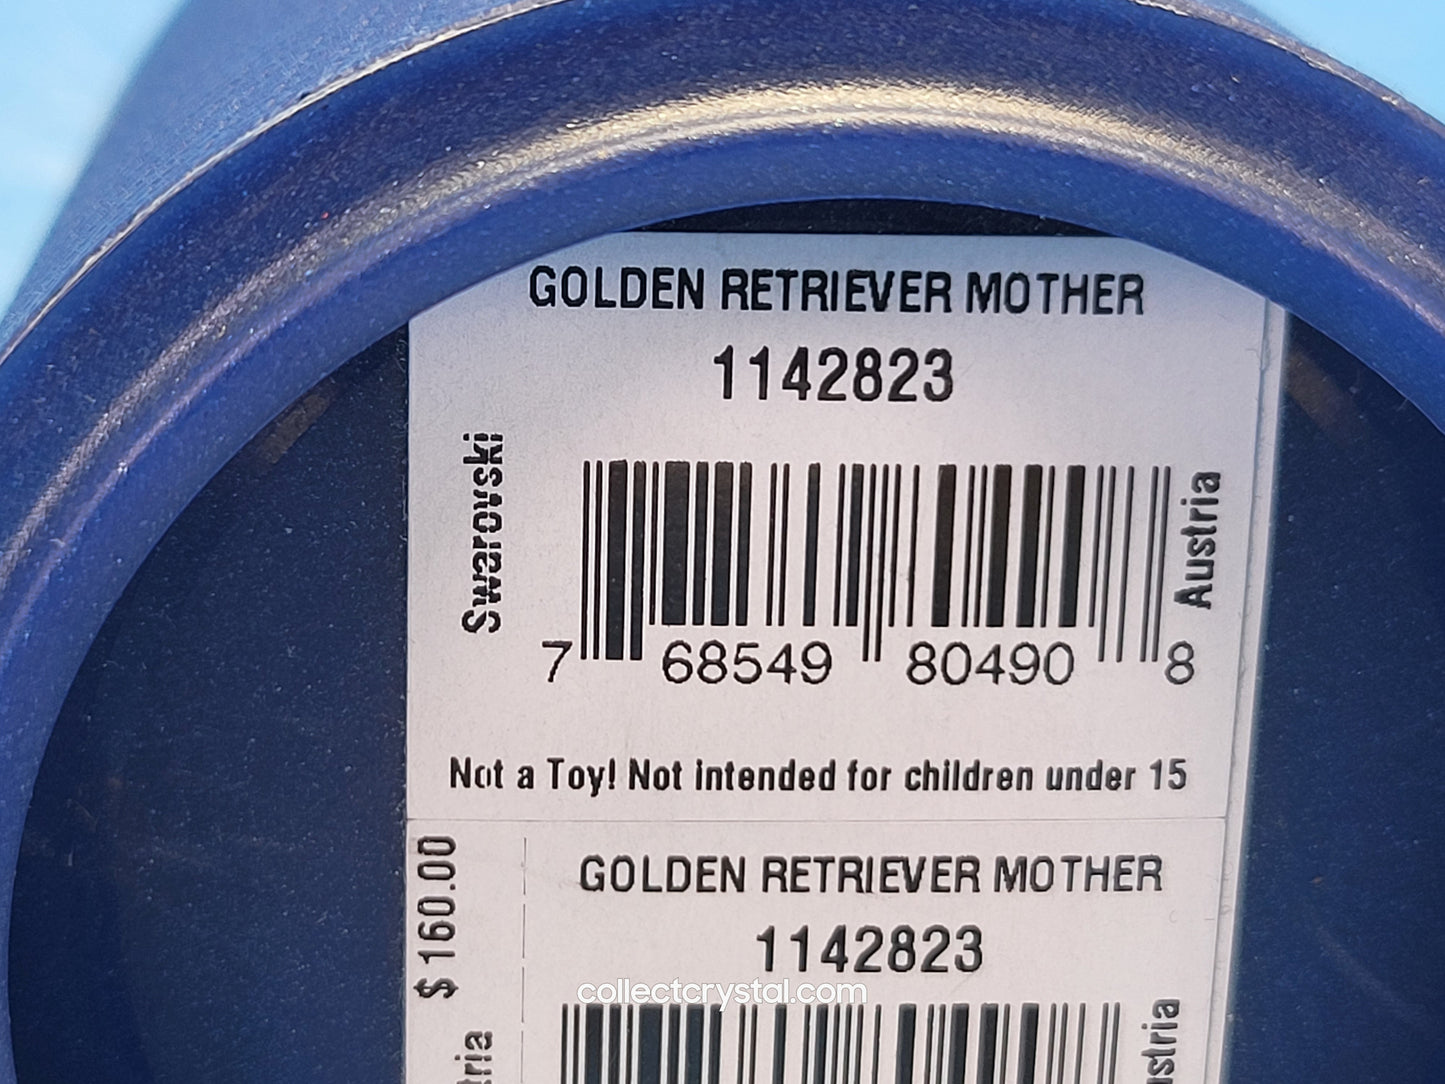 GOLDEN RETRIEVER MOTHER
1142823
Swarovski
Austria
7 68549 80490 8
Not a Toy! Not intended for children under 15
$ 160.00
GOLDEN RETRIEVER MOTHER
1142823
collectcrystal.com